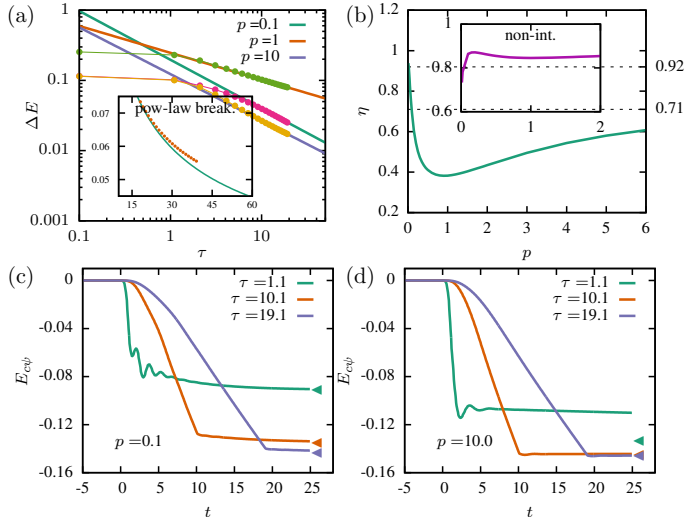 (a)
p = 0.1
p = 1
p = 10
1
0.1
0.01
0.001
ΔE
pow-law break.
0.07
0.06
0.05
15 30 45 60
0.1 1 10
τ
(b)
1.2
1
0.8
0.6
0.4
0.2
η
non-int.
1
0.8
0.6
0 1 2
0.92
0.71
0 1 2 3 4 5 6
p
(c)
τ =1.1
τ =10.1
τ =19.1
0
-0.04
-0.08
-0.12
-0.16
E_cψ
p =0.1
-5 0 5 10 15 20 25
t
(d)
τ =1.1
τ =10.1
τ =19.1
0
-0.04
-0.08
-0.12
-0.16
E_cψ
p =10.0
-5 0 5 10 15 20 25
t